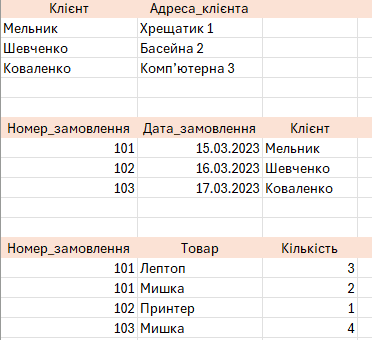 Клієнт Адреса_клієнта
Мельник Хрещатик 1
Шевченко Басейна 2
Коваленко Комп'ютерна 3
Номер_замовлення Дата_замовлення Клієнт
101 15.03.2023 Мельник
102 16.03.2023 Шевченко
103 17.03.2023 Коваленко
Номер_замовлення Товар Кількість
101 Лептоп 3
101 Мишка 2
102 Принтер 1
103 Мишка 4